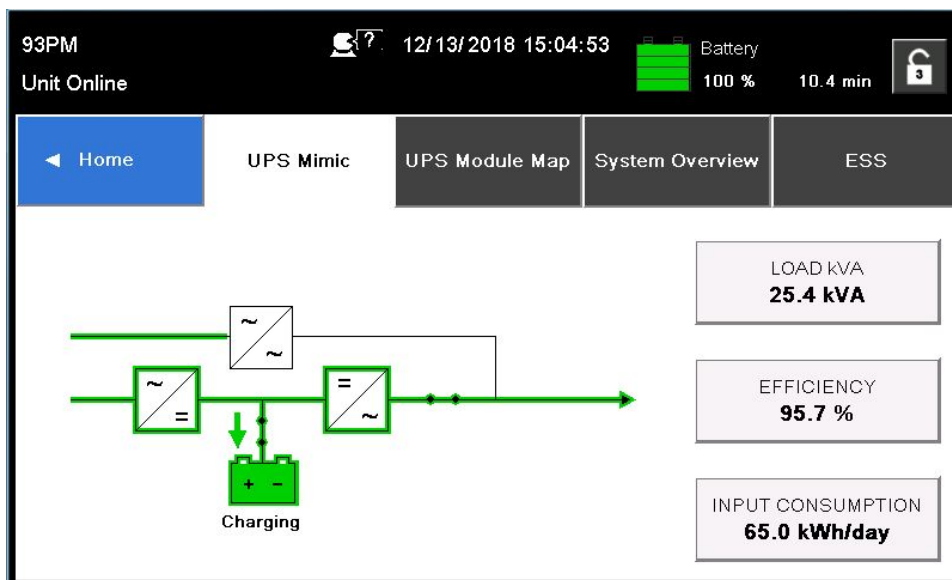 93PM
Unit Online
?
12/13/2018 15:04:53
Battery
100 %
10.4 min
3
◄ Home
UPS Mimic
UPS Module Map
System Overview
ESS
LOAD kVA
25.4 kVA
EFFICIENCY
95.7 %
INPUT CONSUMPTION
65.0 kWh/day
~
~
~
=
=
~
+ -
Charging